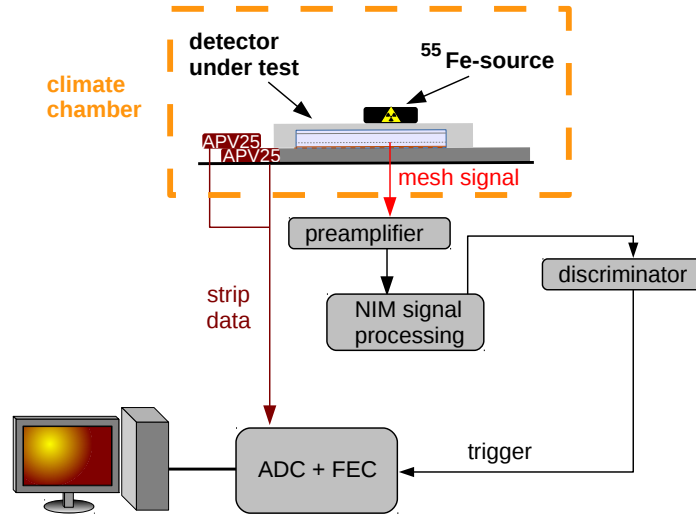 detector
under test
⁵⁵Fe-source
climate
chamber
APV25
APV25
mesh signal
preamplifier
discriminator
NIM signal
processing
strip
data
trigger
ADC + FEC